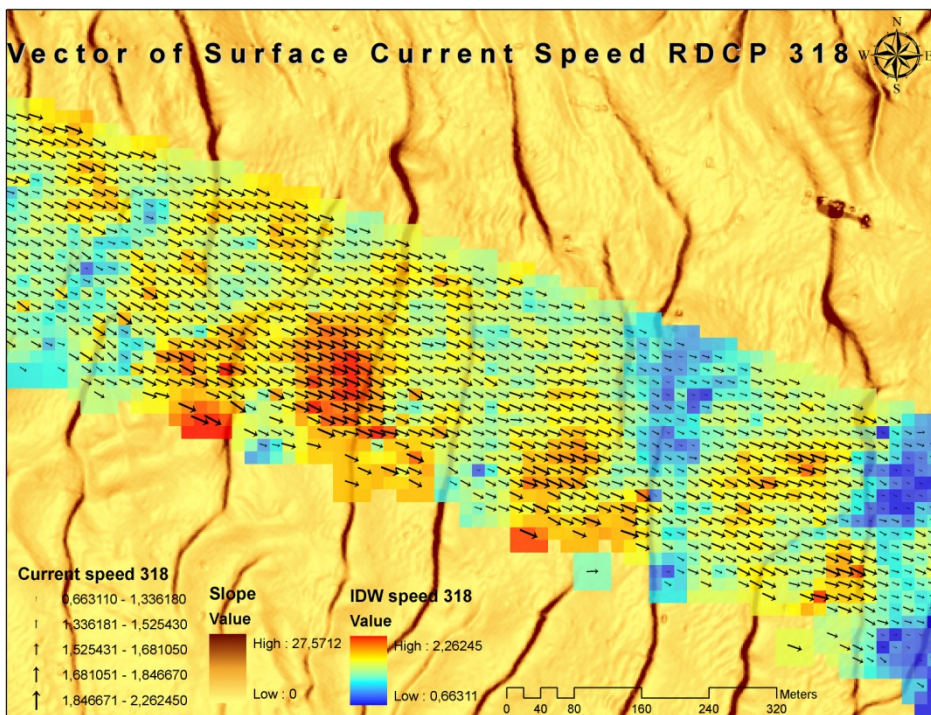 Vector of Surface Current Speed RDCP 318
N
W E
S
Current speed 318
0,663110 - 1,336180
1,336181 - 1,525430
1,525431 - 1,681050
1,681051 - 1,846670
1,846671 - 2,262450
Slope
Value
High : 27,5712
Low : 0
IDW speed 318
Value
High : 2,26245
Low : 0,66311
Meters
0 40 80 160 240 320